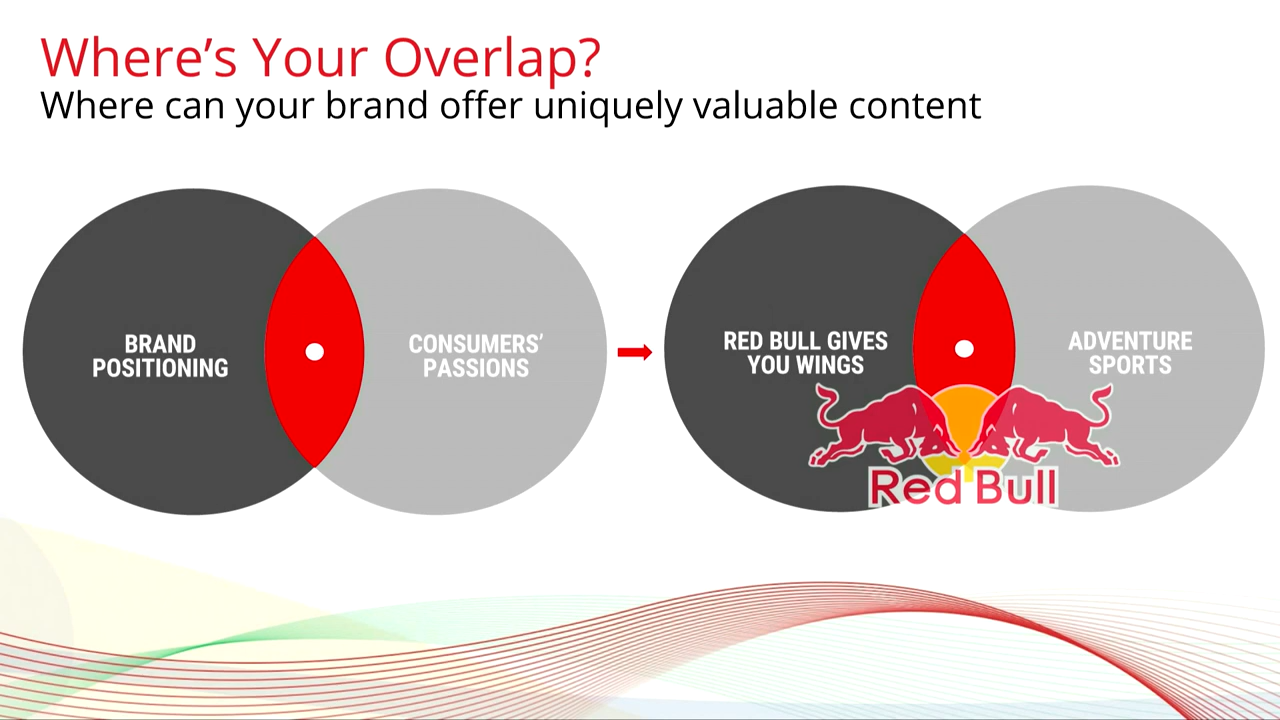 Where’s Your Overlap?
Where can your brand offer uniquely valuable content
BRAND
POSITIONING
CONSUMERS’
PASSIONS
RED BULL GIVES
YOU WINGS
ADVENTURE
SPORTS
Red Bull